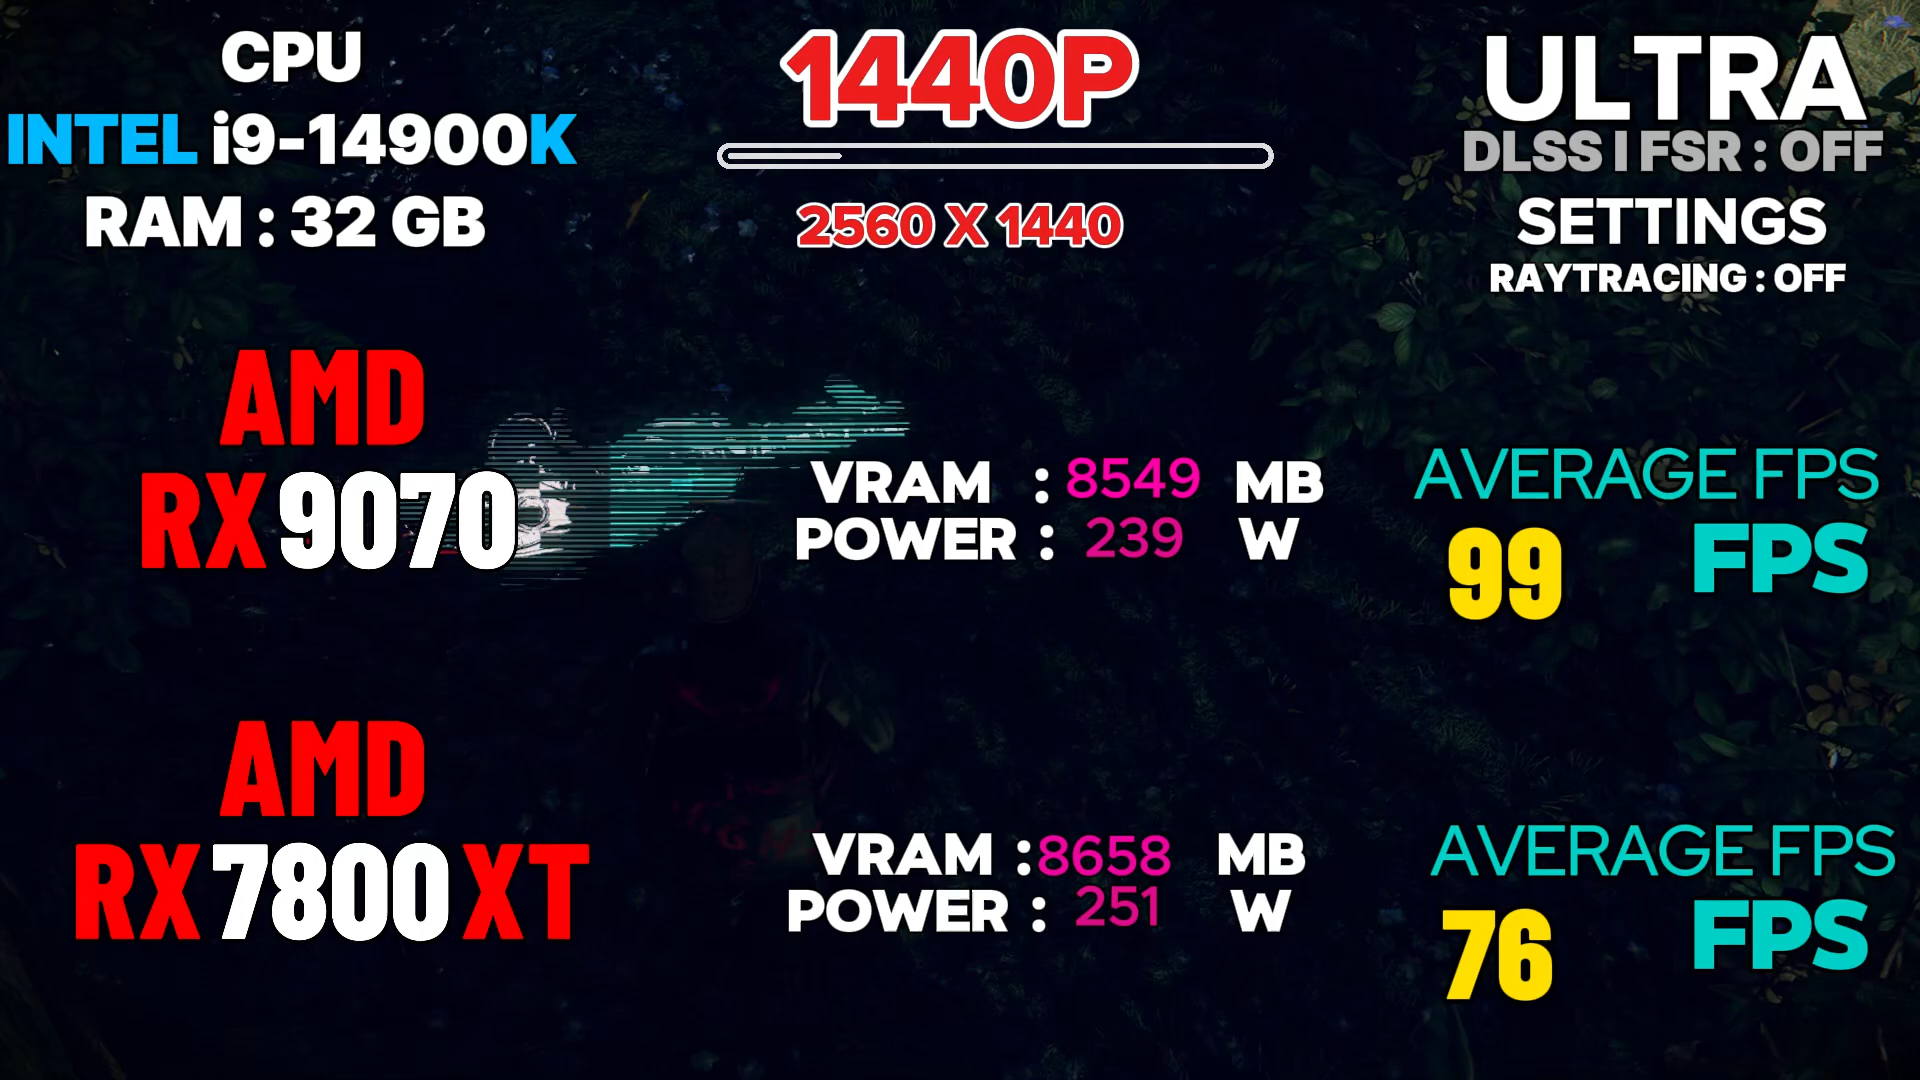 CPU
INTEL i9-14900K
RAM : 32 GB
1440P
2560 X 1440
ULTRA
DLSS I FSR : OFF
SETTINGS
RAYTRACING : OFF
AMD
RX 9070
VRAM : 8549 MB
POWER : 239 W
AVERAGE FPS
99 FPS
AMD
RX 7800 XT
VRAM : 8658 MB
POWER : 251 W
AVERAGE FPS
76 FPS